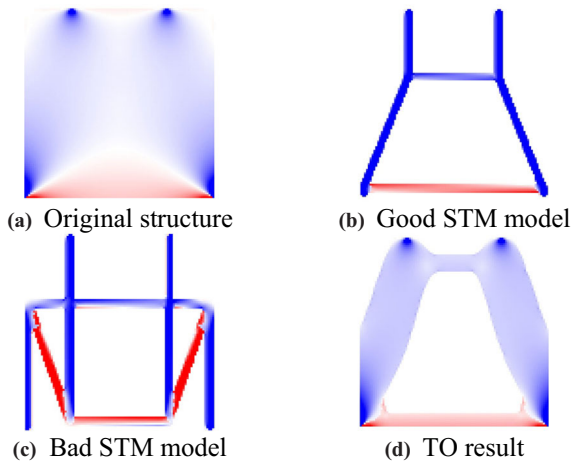 (a) Original structure
(b) Good STM model
(c) Bad STM model
(d) TO result